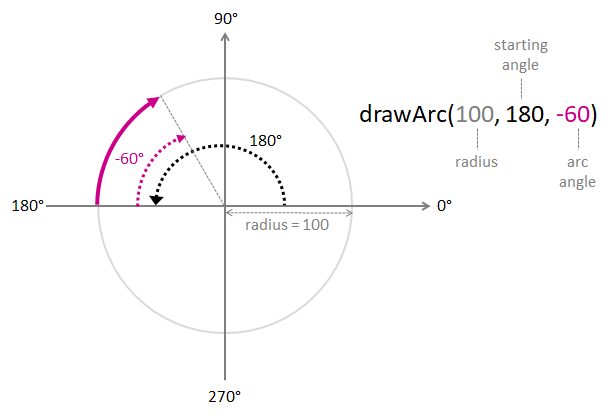 90°
starting
angle
drawArc(100, 180, -60)
180°
-60°
radius
arc
angle
180°
0°
radius = 100
270°